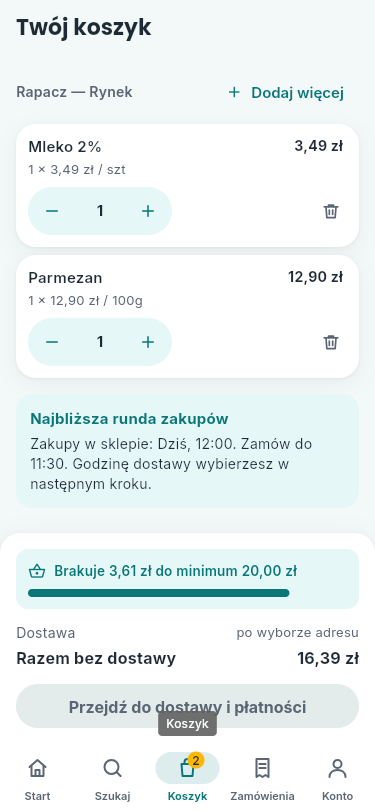 Twój koszyk
Rapacz — Rynek
+ Dodaj więcej
Mleko 2%
3,49 zł
1 × 3,49 zł / szt
− 1 +
Parmezan
12,90 zł
1 × 12,90 zł / 100g
− 1 +
Najbliższa runda zakupów
Zakupy w sklepie: Dziś, 12:00. Zamów do
11:30. Godzinę dostawy wybierzesz w
następnym kroku.
Brakuje 3,61 zł do minimum 20,00 zł
Dostawa
po wyborze adresu
Razem bez dostawy
16,39 zł
Przejdź do dostawy i płatności
Koszyk
2
Start
Szukaj
Koszyk
Zamówienia
Konto